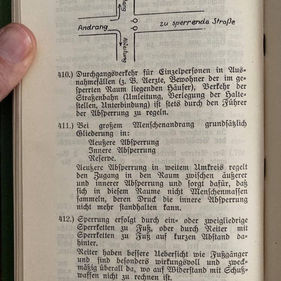 Andrang
zu sperrende Straße
Ableitung
410.) Durchgangsverkehr für Einzelpersonen in Aus-
nahmefällen (z. B. Aerzte, Bewohner der im ge-
sperrten Raum liegenden Häuser), Verkehr der
Straßenbahn (Umleitung, Verlegung der Halte-
stellen, Unterbindung) ist stets durch den Führer
der Absperrung zu regeln.
411.) Bei großem Menschenandrang grundsätzlich
Gliederung in:
Aeußere Absperrung
Innere Absperrung
Reserve.
Aeußere Absperrung in weitem Umkreis regelt
den Zugang in den Raum zwischen äußerer
und innerer Absperrung und sorgt dafür, daß
sich in diesem Raume nicht Menschenmassen
sammeln, deren Druck die innere Absperrung
nicht mehr standhalten kann.
412.) Sperrung erfolgt durch ein- oder zweigliedrige
Sperrketten zu Fuß, oder durch Reiter mit
Sperrketten zu Fuß auf kurzen Abstand da-
hinter.
Reiter haben bessere Uebersicht wie Fußgänger
und sind besonders wirkungsvoll und zweck-
mäßig überall da, wo auf Widerstand mit Schuß-
waffen nicht zu rechnen ist.